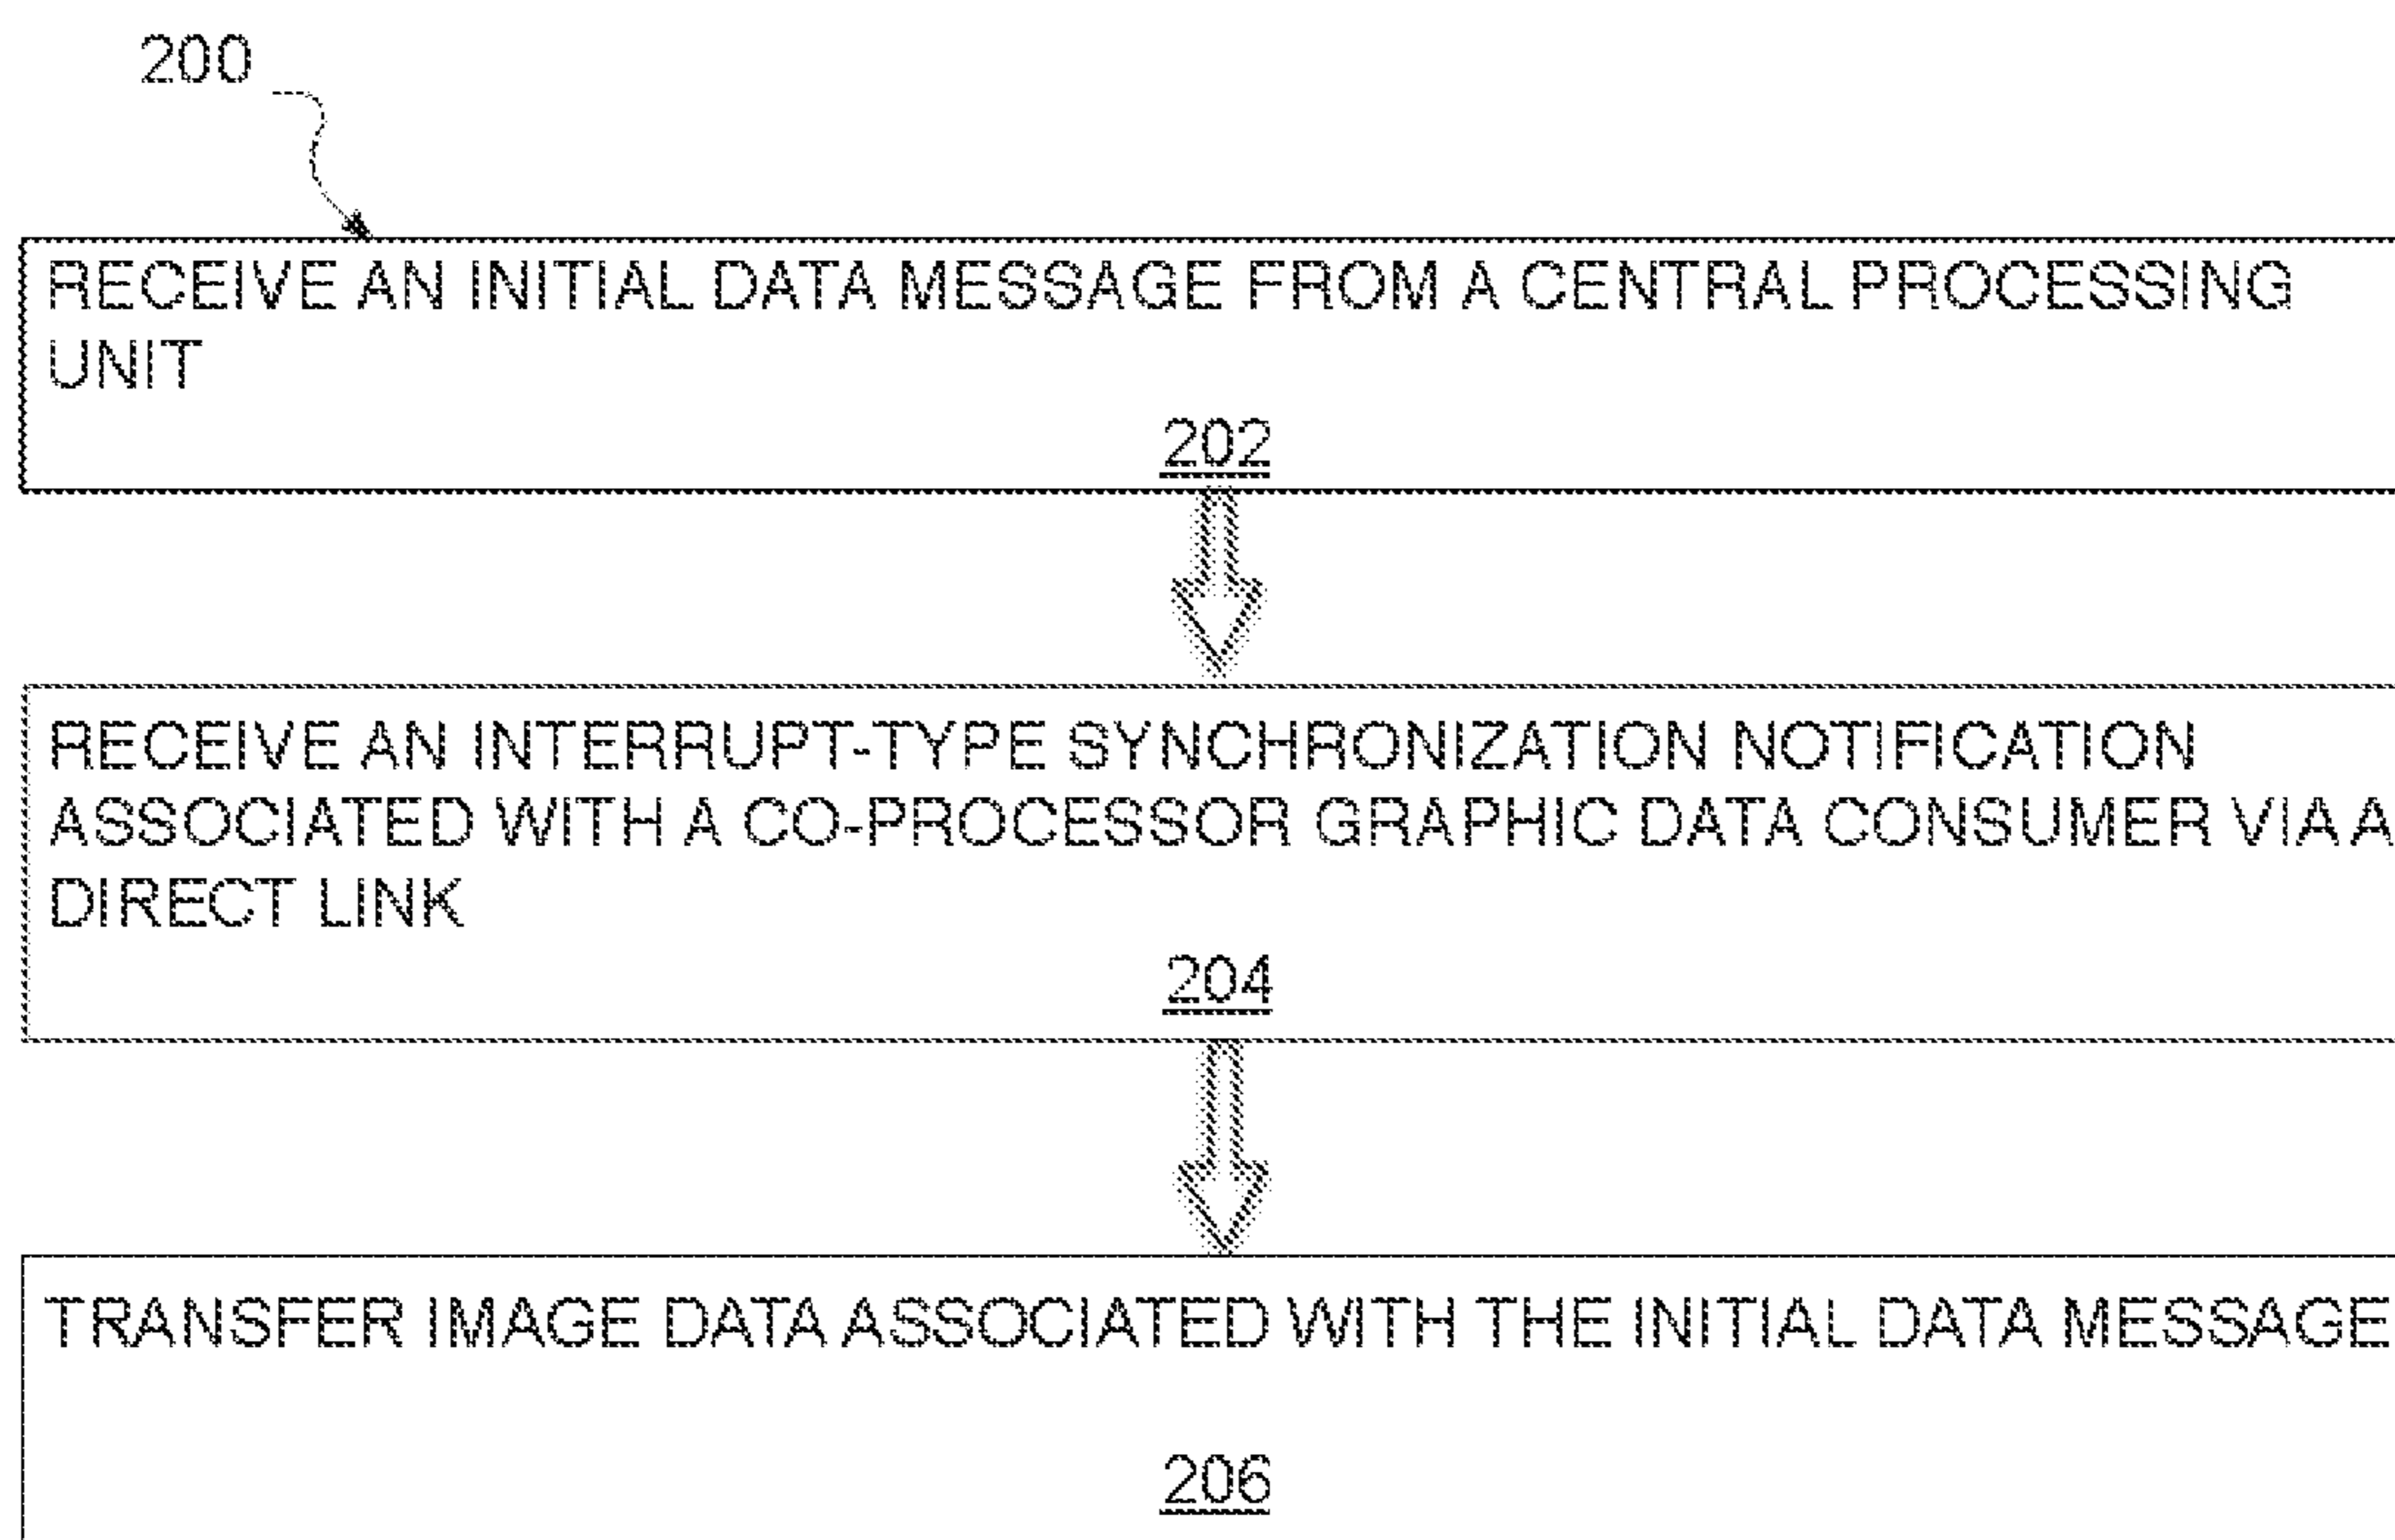 200
RECEIVE AN INITIAL DATA MESSAGE FROM A CENTRAL PROCESSING
UNIT
202
RECEIVE AN INTERRUPT-TYPE SYNCHRONIZATION NOTIFICATION
ASSOCIATED WITH A CO-PROCESSOR GRAPHIC DATA CONSUMER VIA A
DIRECT LINK
204
TRANSFER IMAGE DATA ASSOCIATED WITH THE INITIAL DATA MESSAGE
206